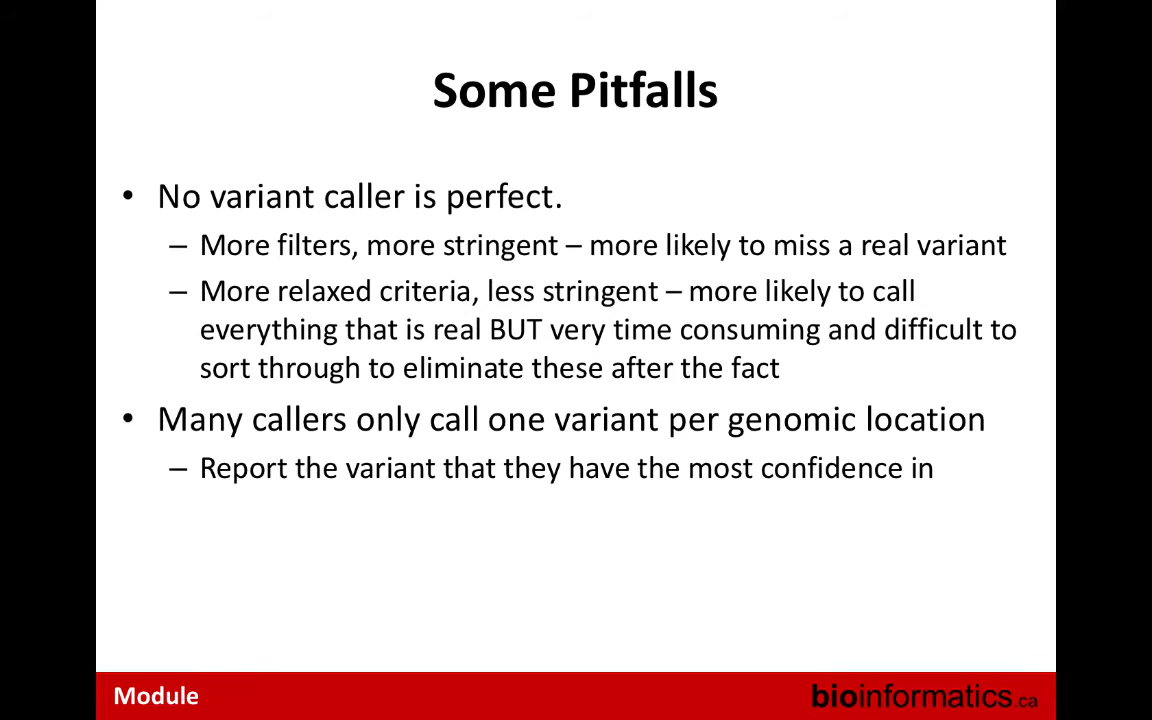 Some Pitfalls
• No variant caller is perfect.
– More filters, more stringent – more likely to miss a real variant
– More relaxed criteria, less stringent – more likely to call
everything that is real BUT very time consuming and difficult to
sort through to eliminate these after the fact
• Many callers only call one variant per genomic location
– Report the variant that they have the most confidence in
Module
bioinformatics.ca